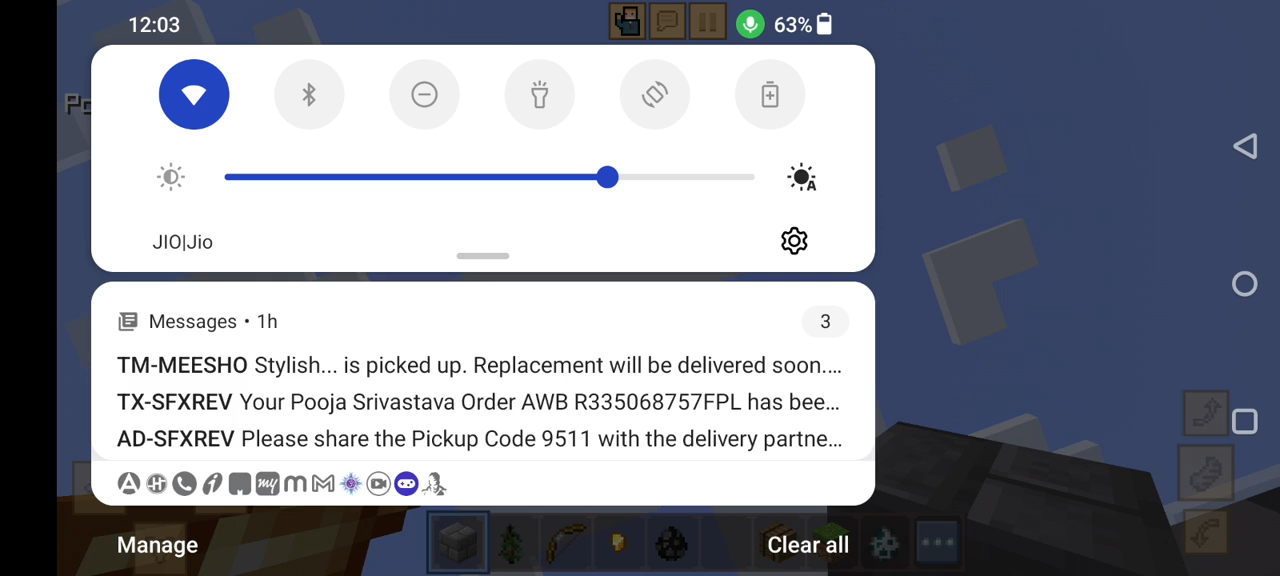 12:03
63%
JIO|Jio
Messages • 1h
3
TM-MEESHO Stylish... is picked up. Replacement will be delivered soon....
TX-SFXREV Your Pooja Srivastava Order AWB R335068757FPL has bee...
AD-SFXREV Please share the Pickup Code 9511 with the delivery partne...
my
Manage
Clear all